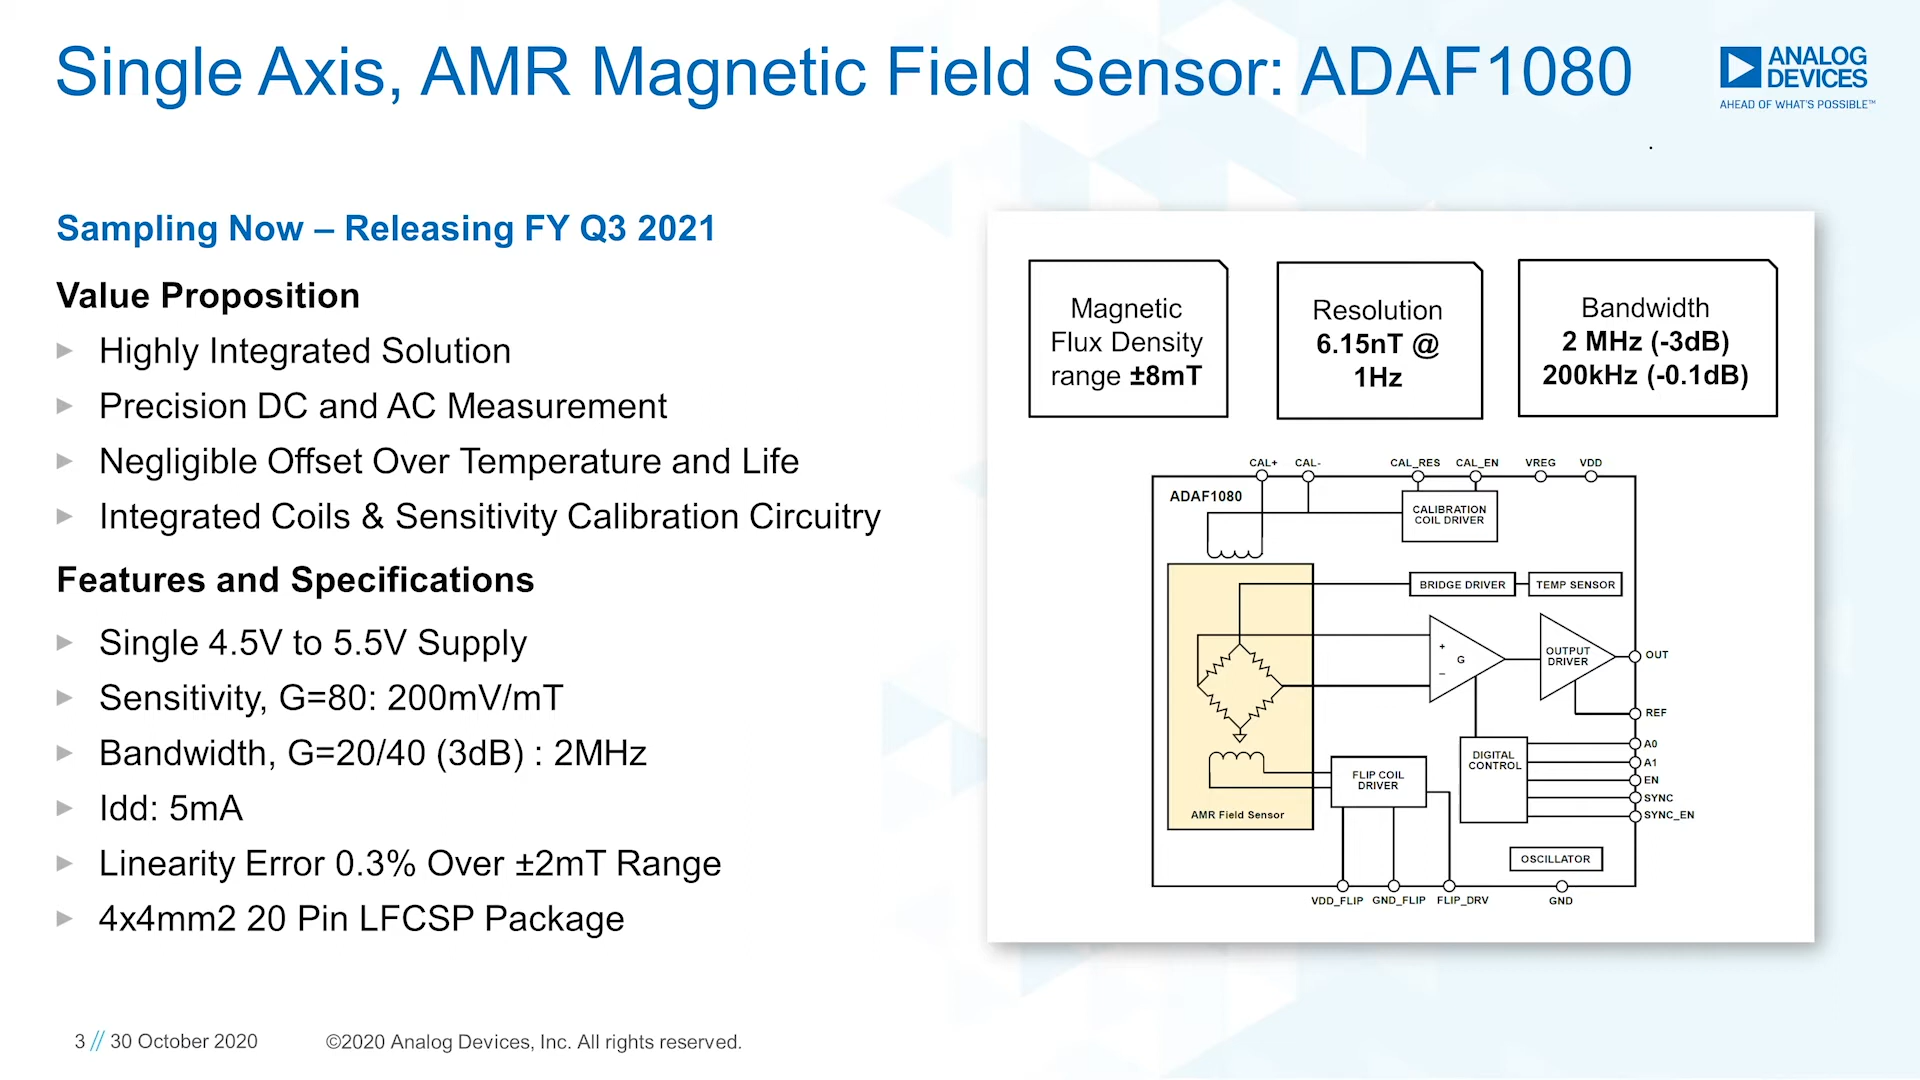 Single Axis, AMR Magnetic Field Sensor: ADAF1080
ANALOG
DEVICES
AHEAD OF WHAT'S POSSIBLE™
Sampling Now – Releasing FY Q3 2021
Value Proposition
Highly Integrated Solution
Precision DC and AC Measurement
Negligible Offset Over Temperature and Life
Integrated Coils & Sensitivity Calibration Circuitry
Features and Specifications
Single 4.5V to 5.5V Supply
Sensitivity, G=80: 200mV/mT
Bandwidth, G=20/40 (3dB) : 2MHz
Idd: 5mA
Linearity Error 0.3% Over ±2mT Range
4x4mm2 20 Pin LFCSP Package
Magnetic
Flux Density
range ±8mT
Resolution
6.15nT @
1Hz
Bandwidth
2 MHz (-3dB)
200kHz (-0.1dB)
CAL+ CAL- CAL_RES CAL_EN VREG VDD
ADAF1080
CALIBRATION
COIL DRIVER
BRIDGE DRIVER
TEMP SENSOR
+
G
–
OUTPUT
DRIVER
OUT
REF
A0
A1
EN
SYNC
SYNC_EN
DIGITAL
CONTROL
FLIP COIL
DRIVER
AMR Field Sensor
OSCILLATOR
VDD_FLIP GND_FLIP FLIP_DRV GND
3 // 30 October 2020 ©2020 Analog Devices, Inc. All rights reserved.